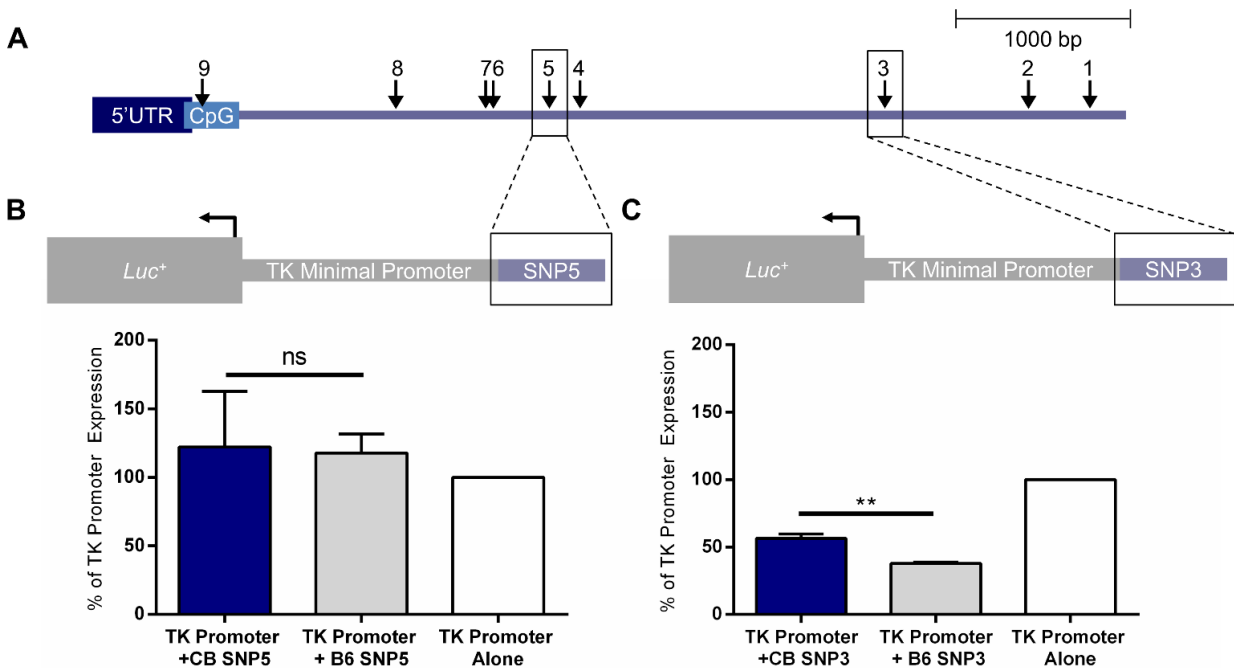 A
1000 bp
9
8
76
5
4
3
2
1
5'UTR
CpG
B
Luc+
TK Minimal Promoter
SNP5
% of TK Promoter Expression
200
150
100
50
0
ns
TK Promoter
+CB SNP5
TK Promoter
+ B6 SNP5
TK Promoter
Alone
C
Luc+
TK Minimal Promoter
SNP3
% of TK Promoter Expression
200
150
100
50
0
**
TK Promoter
+CB SNP3
TK Promoter
+ B6 SNP3
TK Promoter
Alone